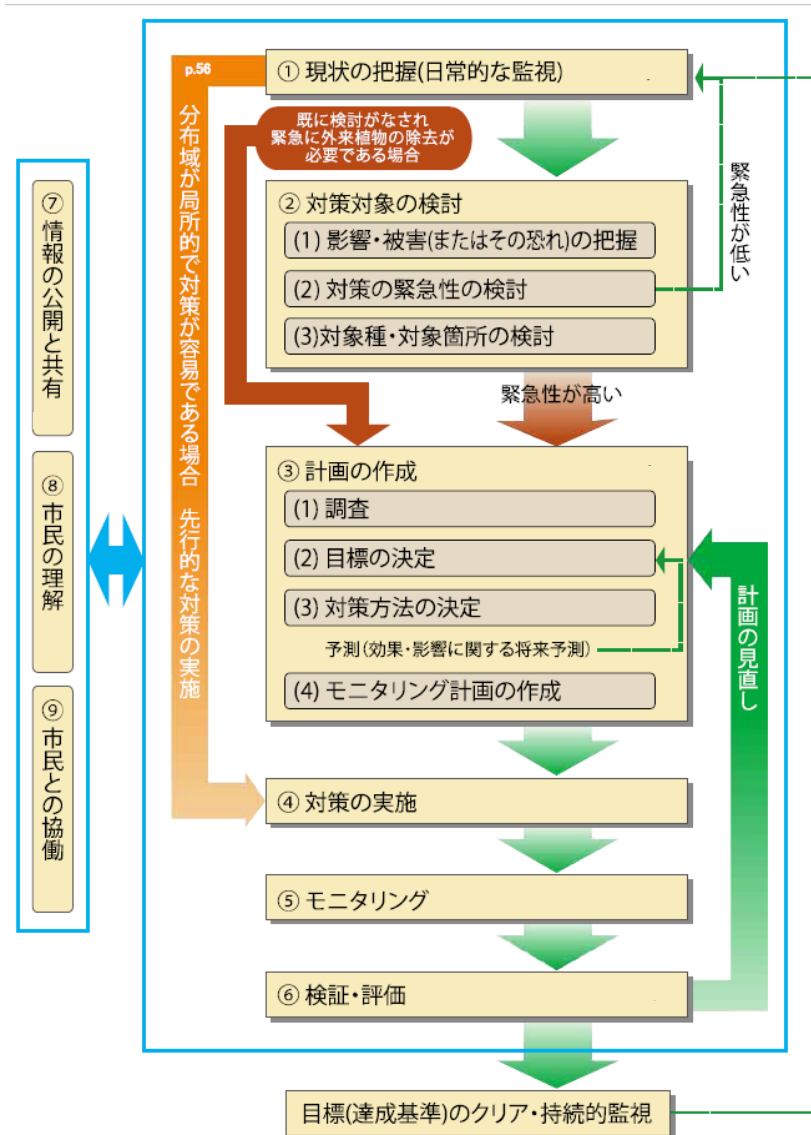 p.56
① 現状の把握(日常的な監視)
既に検討がなされ
緊急に外来植物の除去が
必要である場合
② 対策対象の検討
(1) 影響・被害(またはその恐れ)の把握
(2) 対策の緊急性の検討
(3)対象種・対象箇所の検討
緊急性が低い
緊急性が高い
分布域が局所的で対策が容易である場合 先行的な対策の実施
⑦ 情報の公開と共有
⑧ 市民の理解
⑨ 市民との協働
③ 計画の作成
(1) 調査
(2) 目標の決定
(3) 対策方法の決定
予測(効果・影響に関する将来予測)
(4) モニタリング計画の作成
計画の見直し
④ 対策の実施
⑤ モニタリング
⑥ 検証・評価
目標(達成基準)のクリア・持続的監視